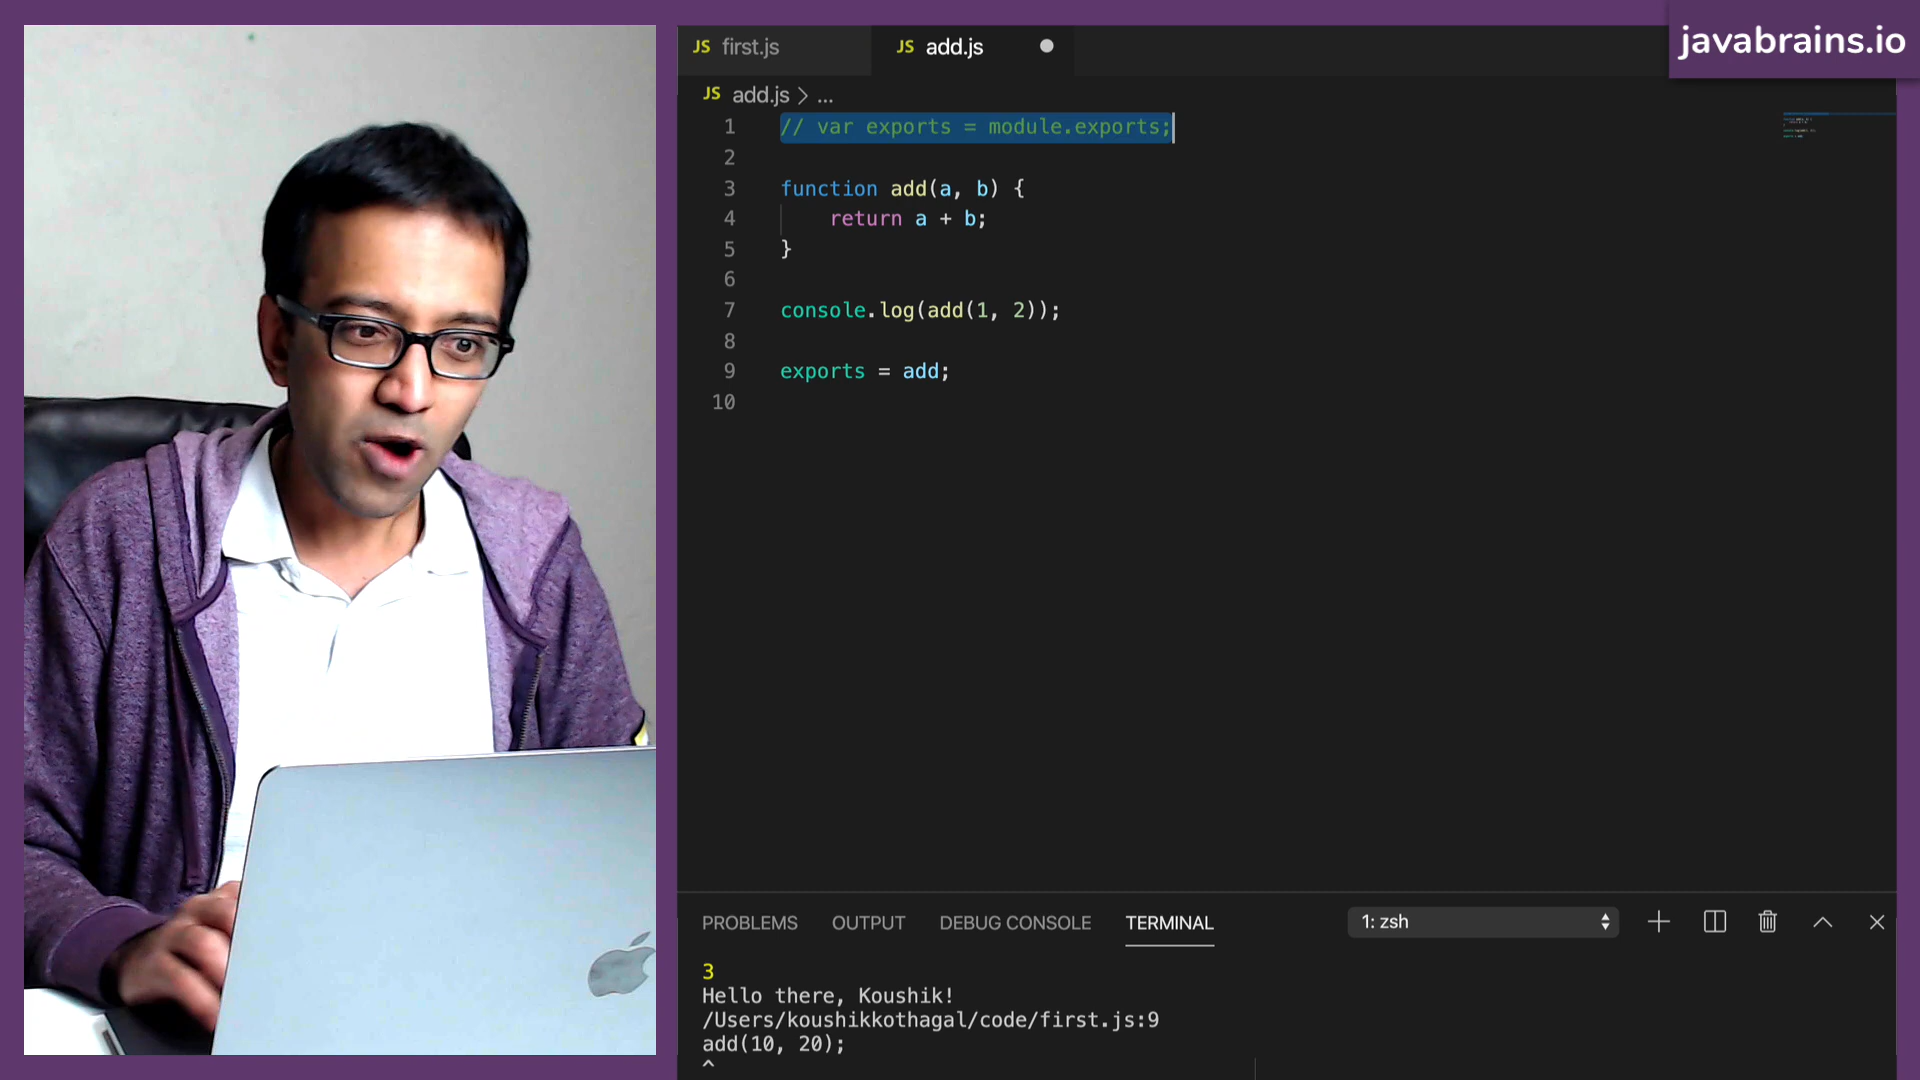 javabrains.io
JS first.js
JS add.js
JS add.js > ...
1 // var exports = module.exports;
2
3 function add(a, b) {
4 return a + b;
5 }
6
7 console.log(add(1, 2));
8
9 exports = add;
10
PROBLEMS OUTPUT DEBUG CONSOLE TERMINAL 1: zsh
3
Hello there, Koushik!
/Users/koushikkothagal/code/first.js:9
add(10, 20);
^